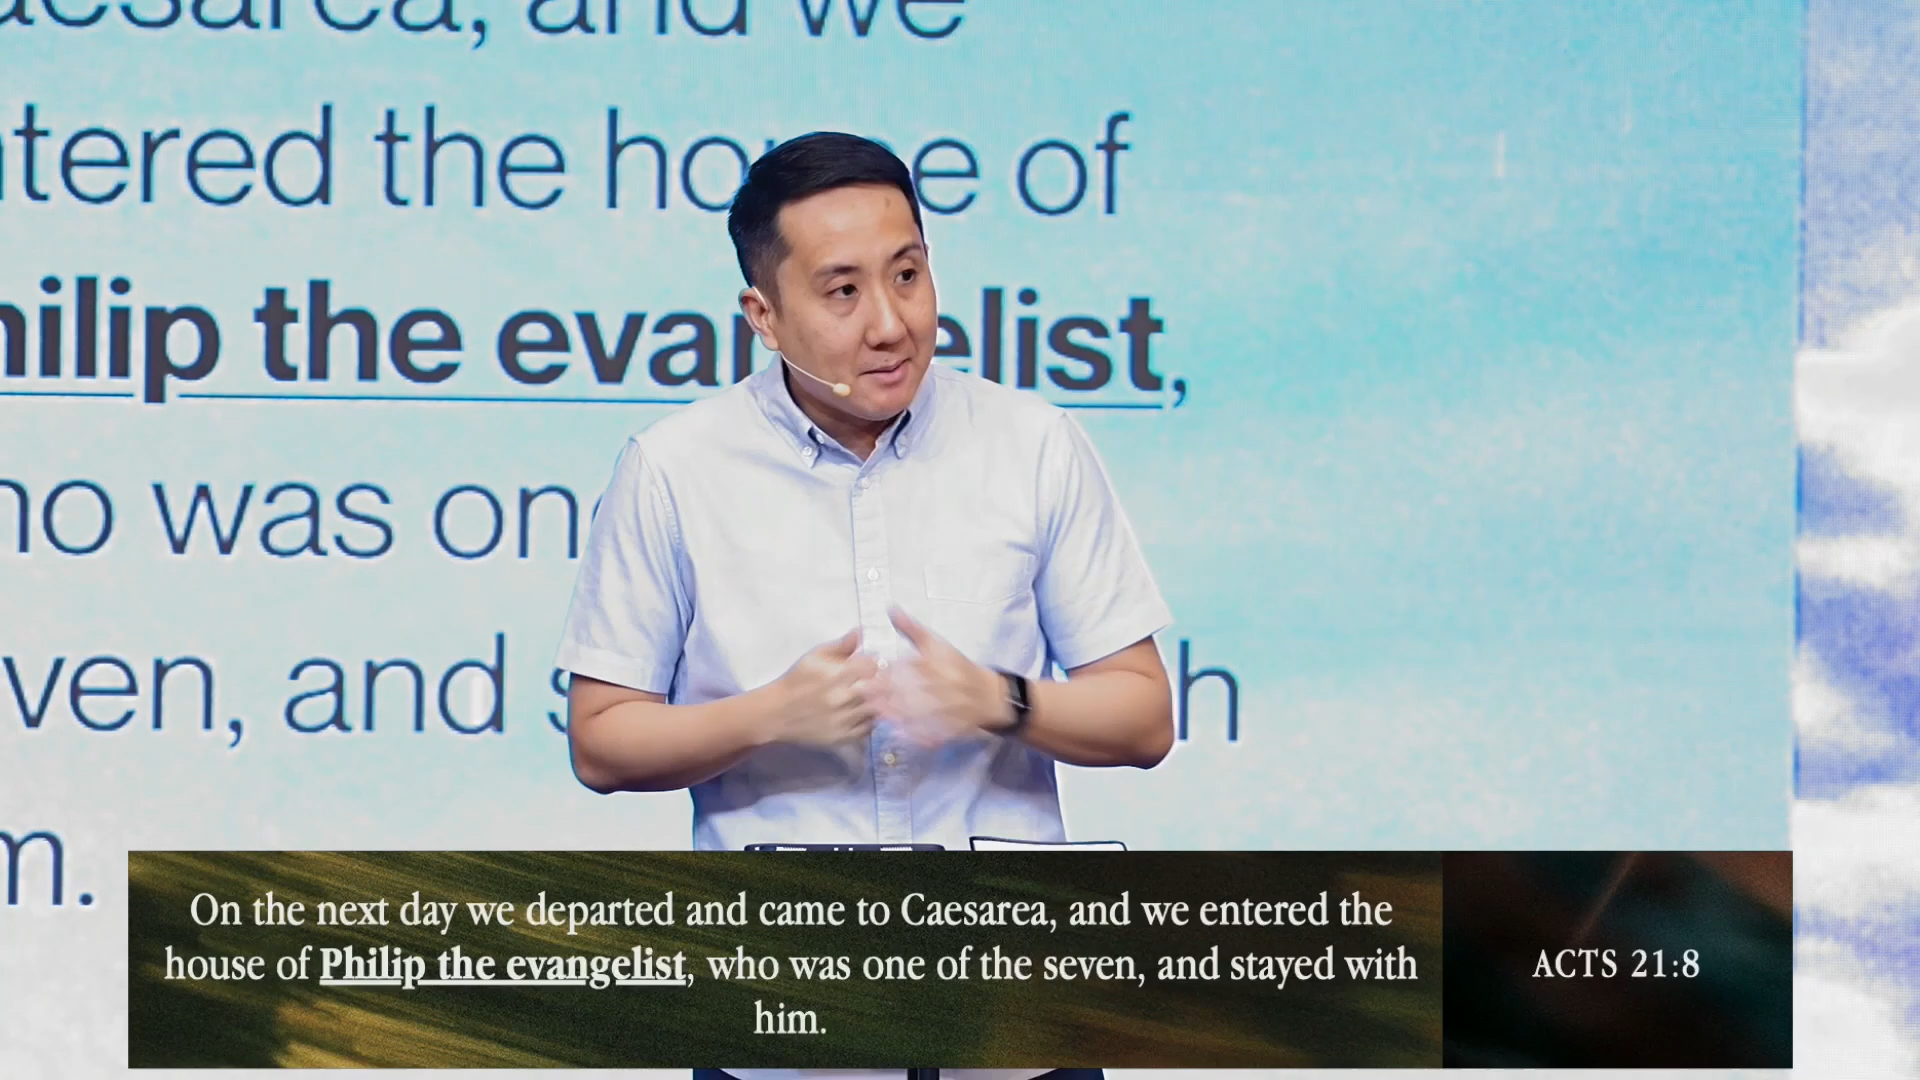 aesarea, and we
ntered the ho e of
hilip the evan elist,
ho was one
ven, and s h
m.
On the next day we departed and came to Caesarea, and we entered the
house of Philip the evangelist, who was one of the seven, and stayed with
him.
ACTS 21:8